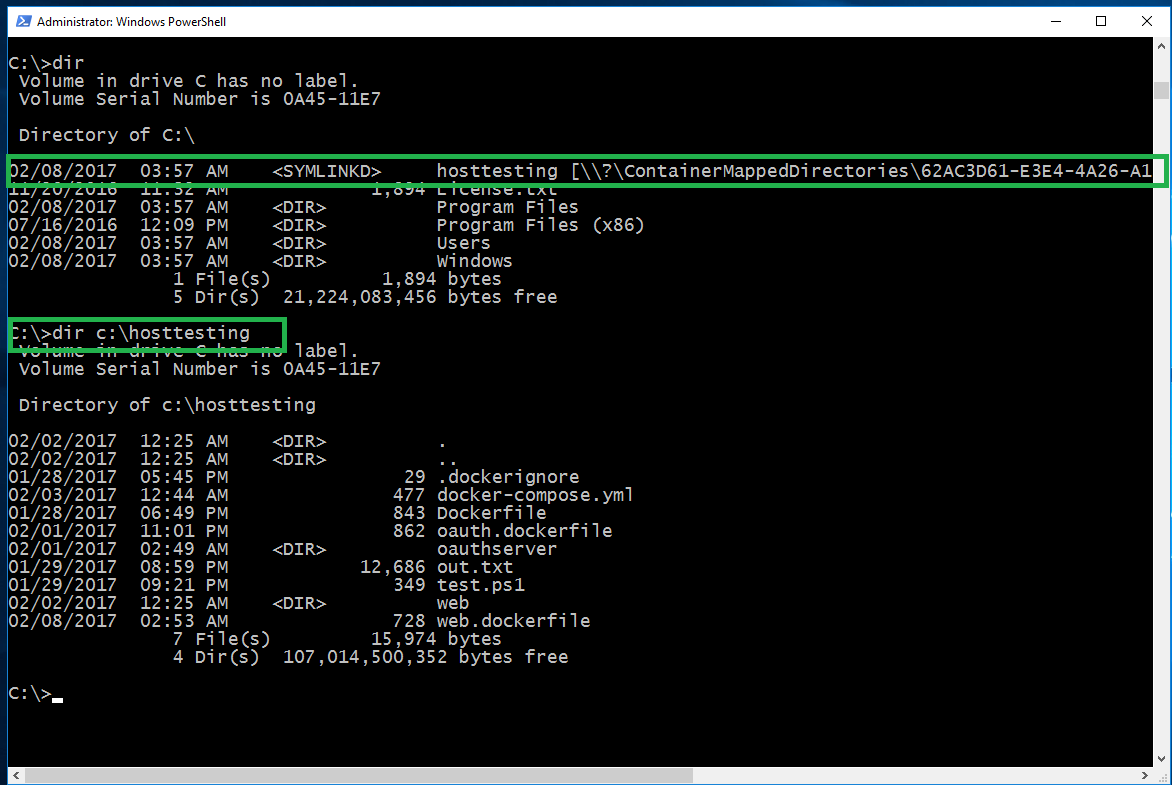 Administrator: Windows PowerShell
C:\>dir
 Volume in drive C has no label.
 Volume Serial Number is 0A45-11E7
 Directory of C:\
02/08/2017  03:57 AM    <SYMLINKD>     hosttesting [\\?\ContainerMappedDirectories\62AC3D61-E3E4-4A26-A1
11/20/2016  11:32 AM             1,894 License.txt
02/08/2017  03:57 AM    <DIR>          Program Files
07/16/2016  12:09 PM    <DIR>          Program Files (x86)
02/08/2017  03:57 AM    <DIR>          Users
02/08/2017  03:57 AM    <DIR>          Windows
               1 File(s)          1,894 bytes
               5 Dir(s)  21,224,083,456 bytes free
C:\>dir c:\hosttesting
 Volume in drive C has no label.
 Volume Serial Number is 0A45-11E7
 Directory of c:\hosttesting
02/02/2017  12:25 AM    <DIR>          .
02/02/2017  12:25 AM    <DIR>          ..
01/28/2017  05:45 PM                29 .dockerignore
02/03/2017  12:44 AM               477 docker-compose.yml
01/28/2017  06:49 PM               843 Dockerfile
02/01/2017  11:01 PM               862 oauth.dockerfile
02/01/2017  02:49 AM    <DIR>          oauthserver
01/29/2017  08:59 PM            12,686 out.txt
01/29/2017  09:21 PM               349 test.ps1
02/02/2017  12:25 AM    <DIR>          web
02/08/2017  02:53 AM               728 web.dockerfile
               7 File(s)         15,974 bytes
               4 Dir(s)  107,014,500,352 bytes free
C:\>